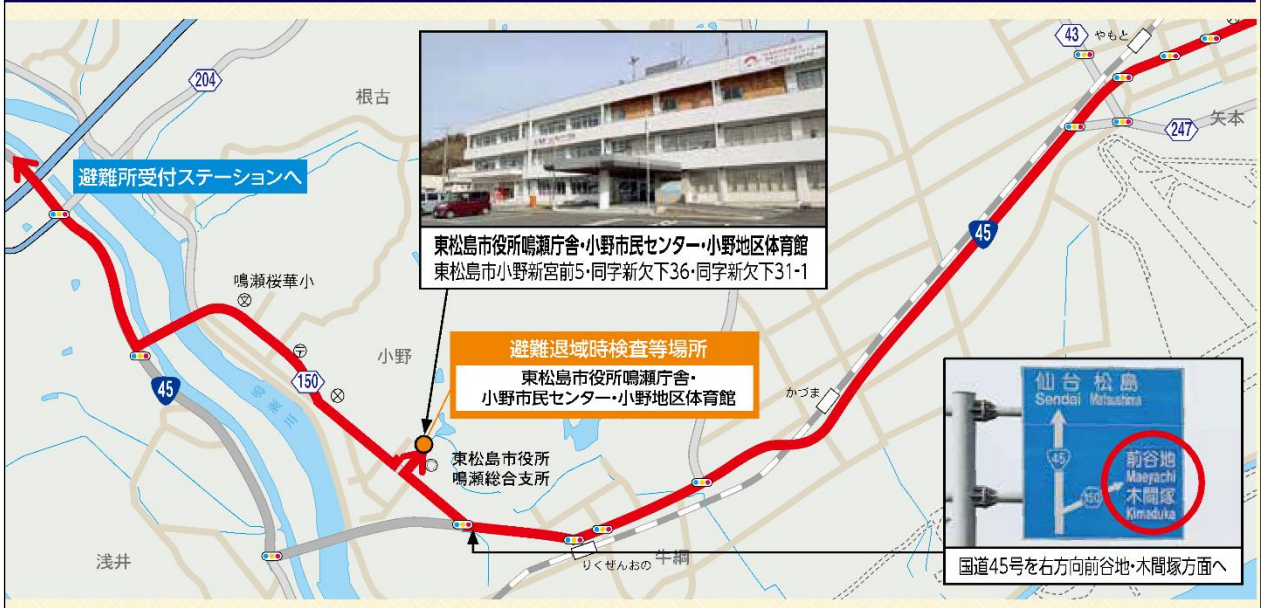 43
やもと
204
根古
247
矢本
避難所受付ステーションへ
45
東松島市役所鳴瀬庁舎・小野市民センター・小野地区体育館
東松島市小野新宮前5・同字新欠下36・同字新欠下31-1
鳴瀬桜華小
文
避難退域時検査等場所
小野
東松島市役所鳴瀬庁舎・
小野市民センター・小野地区体育館
150
45
鳴瀬川
かづま
仙台 松島
Sendai Matsushima
45
前谷地
Maeyachi
150
木間塚
Kimaduka
東松島市役所
鳴瀬総合支所
浅井
りくぜんおの
牛網
国道45号を右方向前谷地・木間塚方面へ